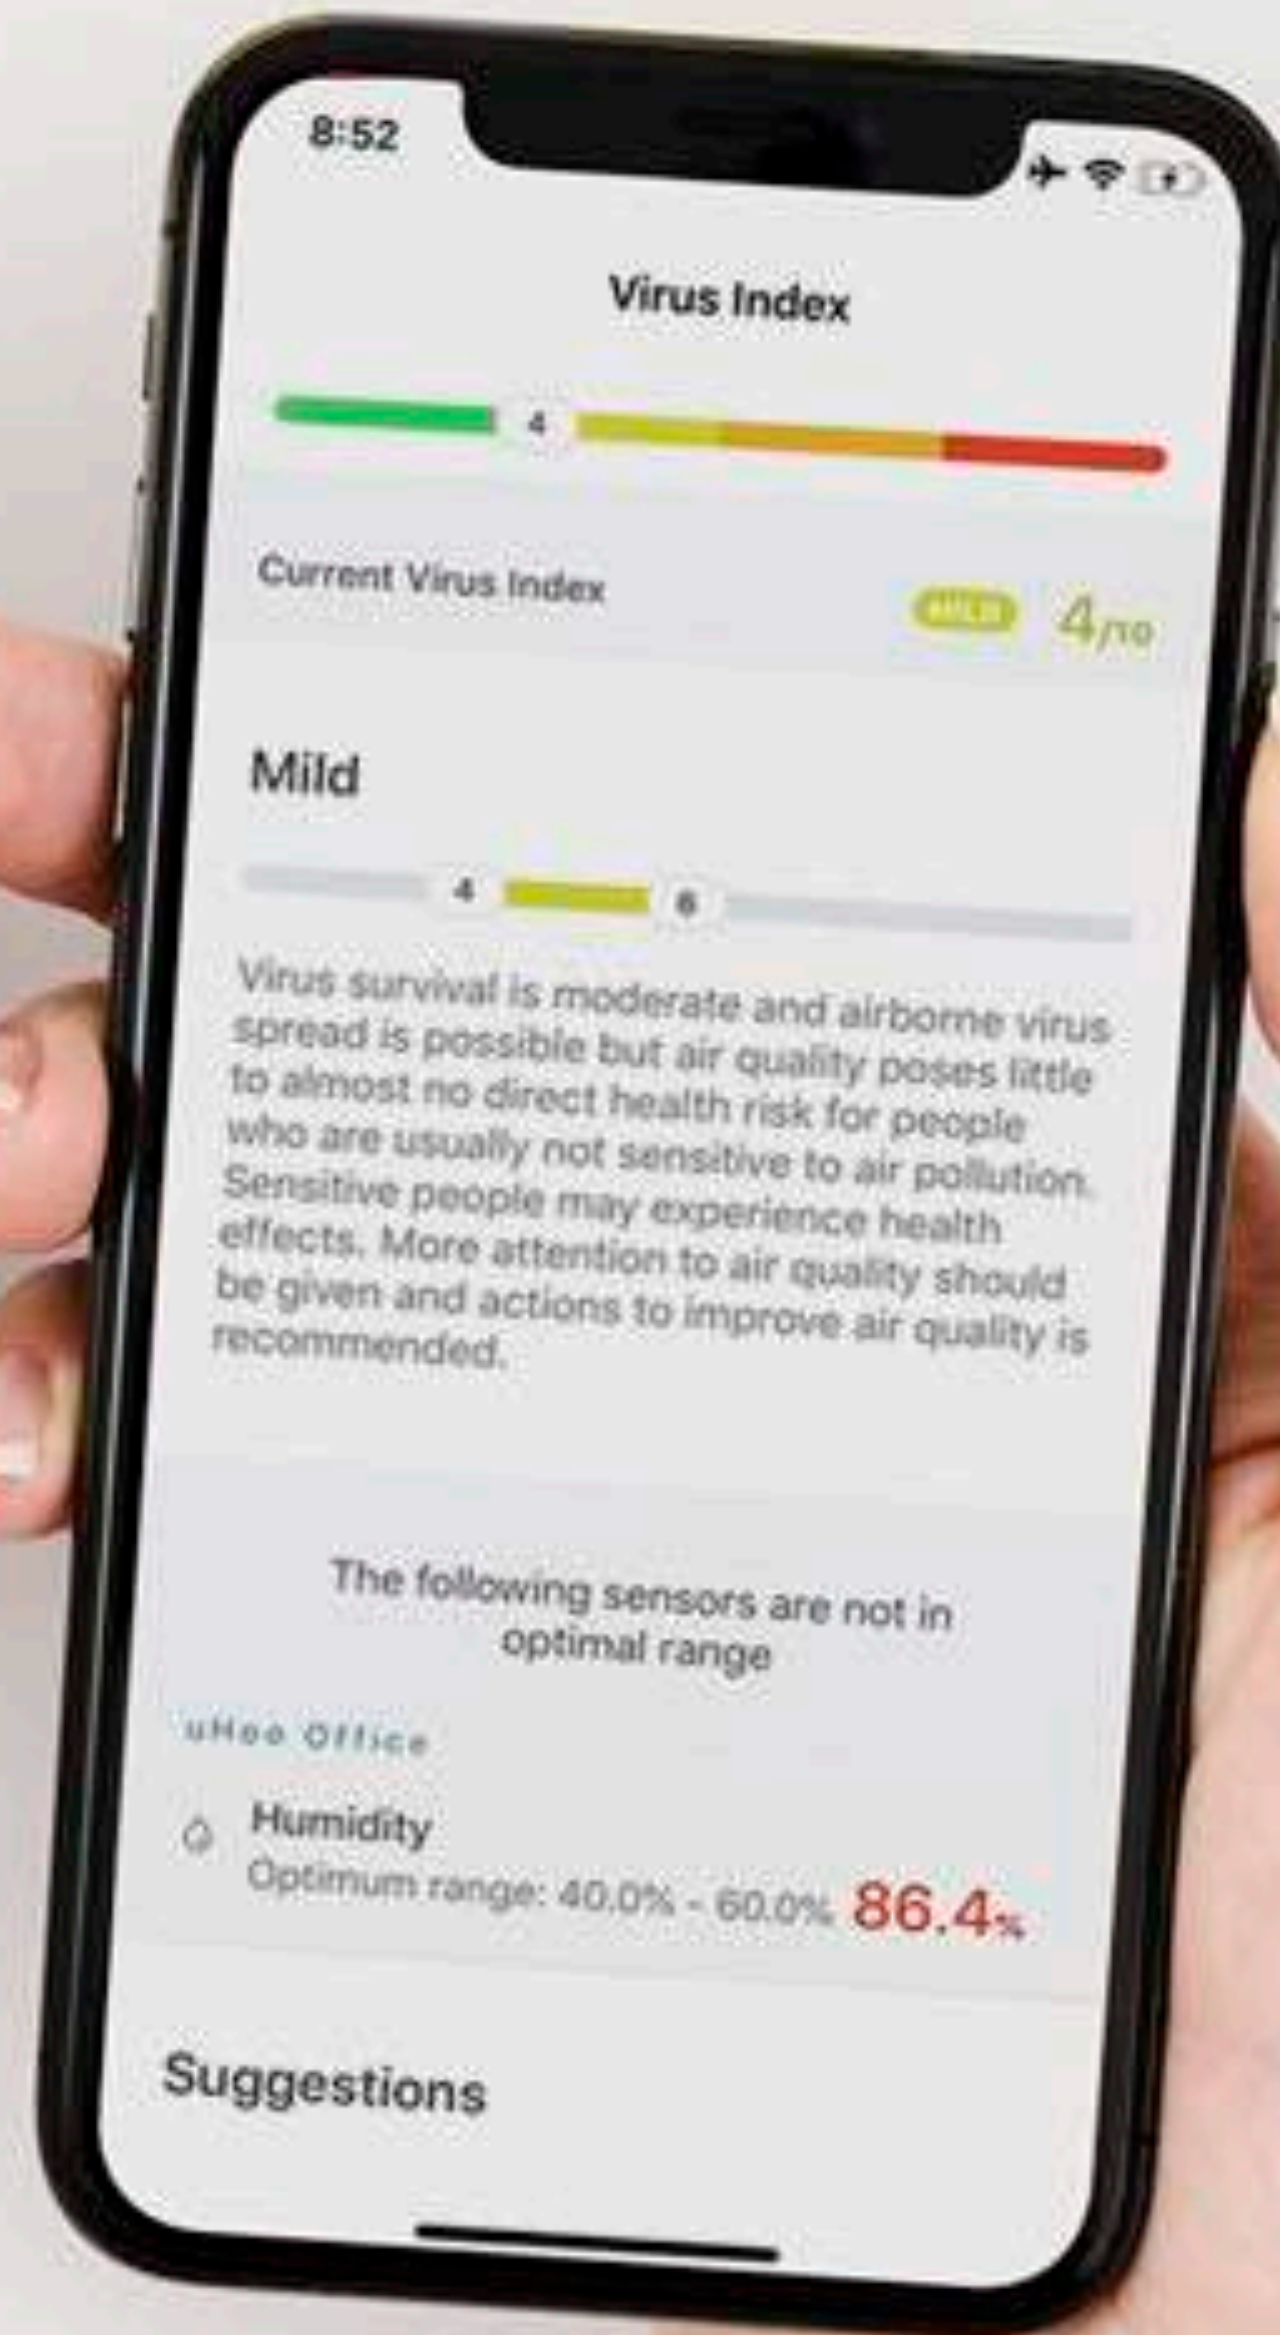 8:52
Virus Index
4
Current Virus Index MILD 4/10
Mild
4 6
Virus survival is moderate and airborne virus
spread is possible but air quality poses little
to almost no direct health risk for people
who are usually not sensitive to air pollution.
Sensitive people may experience health
effects. More attention to air quality should
be given and actions to improve air quality is
recommended.
The following sensors are not in
optimal range
uHoo Office
Humidity
Optimum range: 40.0% - 60.0% 86.4%
Suggestions